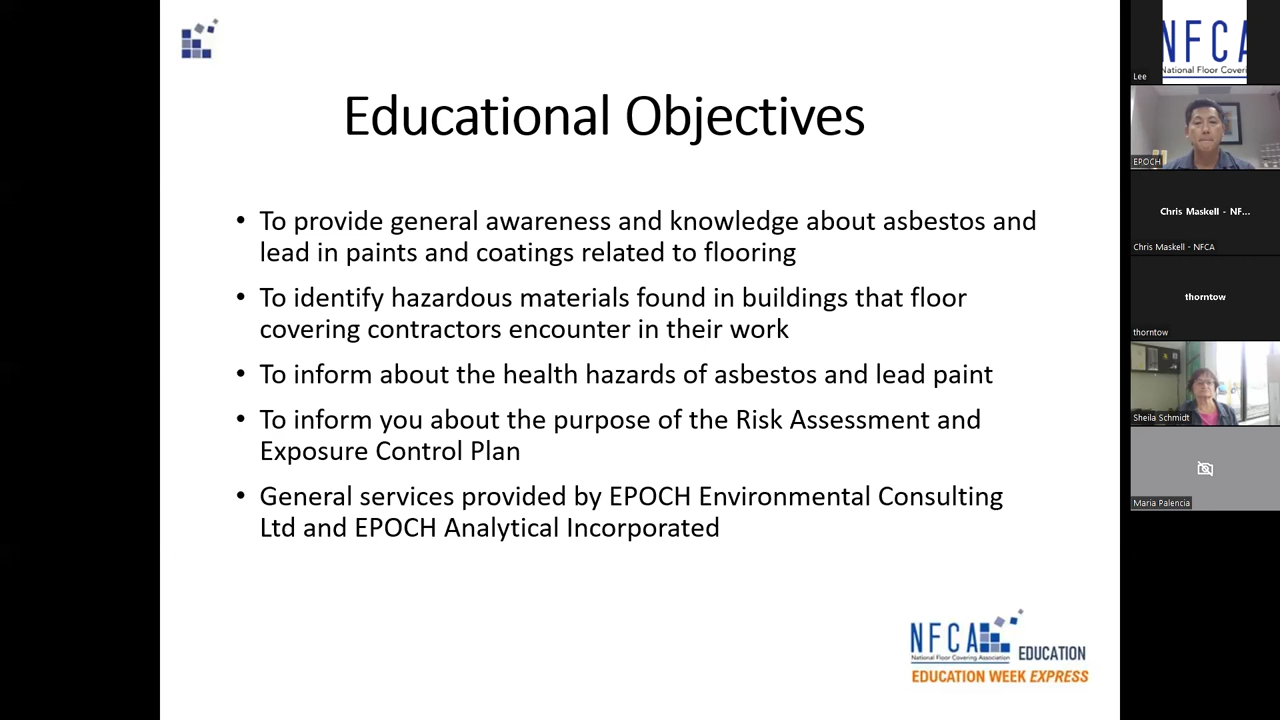 Educational Objectives
• To provide general awareness and knowledge about asbestos and
lead in paints and coatings related to flooring
• To identify hazardous materials found in buildings that floor
covering contractors encounter in their work
• To inform about the health hazards of asbestos and lead paint
• To inform you about the purpose of the Risk Assessment and
Exposure Control Plan
• General services provided by EPOCH Environmental Consulting
Ltd and EPOCH Analytical Incorporated
NFCA
National Floor Covering Association
EDUCATION
EDUCATION WEEK EXPRESS
NFCA
National Floor Coveri
Lee
EPOCH
Chris Maskell - NF...
Chris Maskell - NFCA
thorntow
thorntow
Sheila Schmidt
Maria Palencia